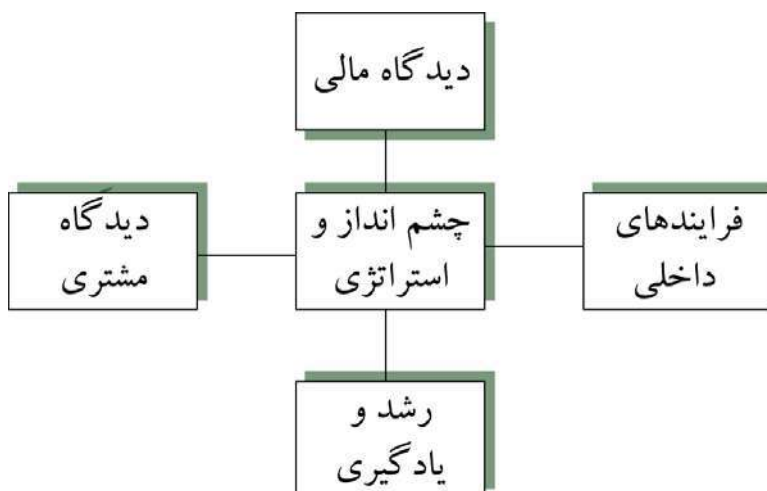 دیدگاه مالی
فرایندهای
داخلی
چشم انداز و
استراتژی
دیدگاه
مشتری
رشد و
یادگیری